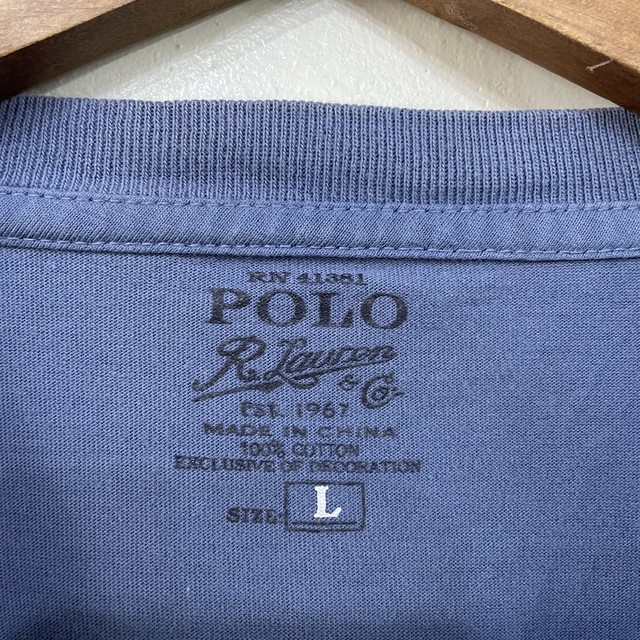 RN 41381
POLO
R. Lauren
& Co
EST. 1967
MADE IN CHINA
100% COTTON
EXCLUSIVE OF DECORATION
SIZE: L